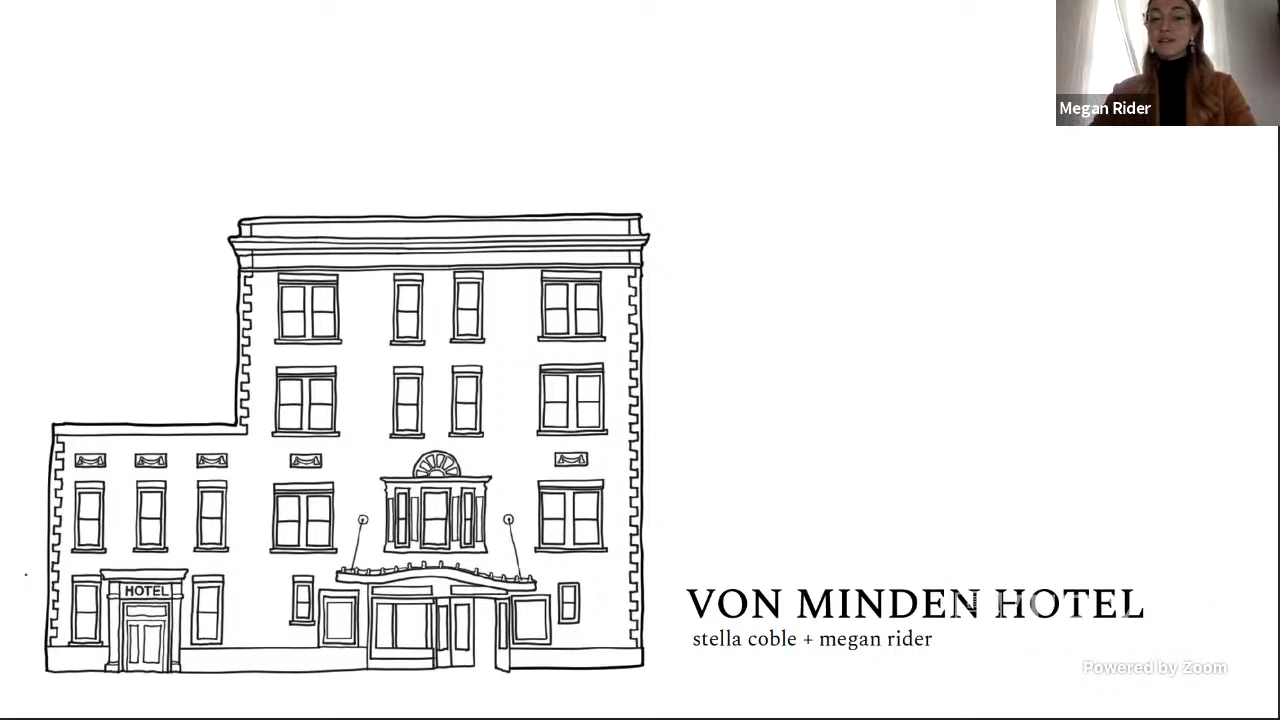 Megan Rider
HOTEL
VON MINDEN HOTEL
stella coble + megan rider
Powered by Zoom